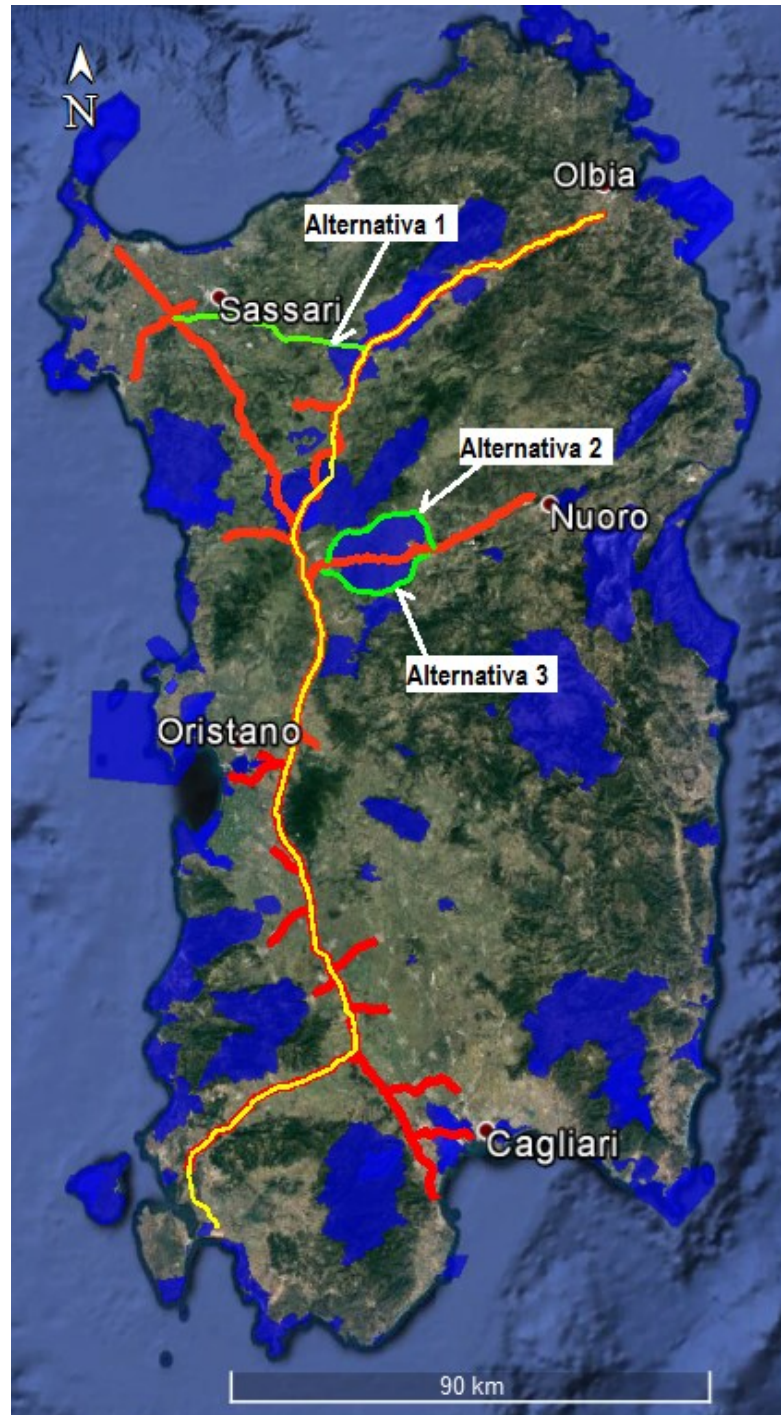 N
Olbia
Alternativa 1
Sassari
Alternativa 2
Nuoro
Alternativa 3
Oristano
Cagliari
90 km